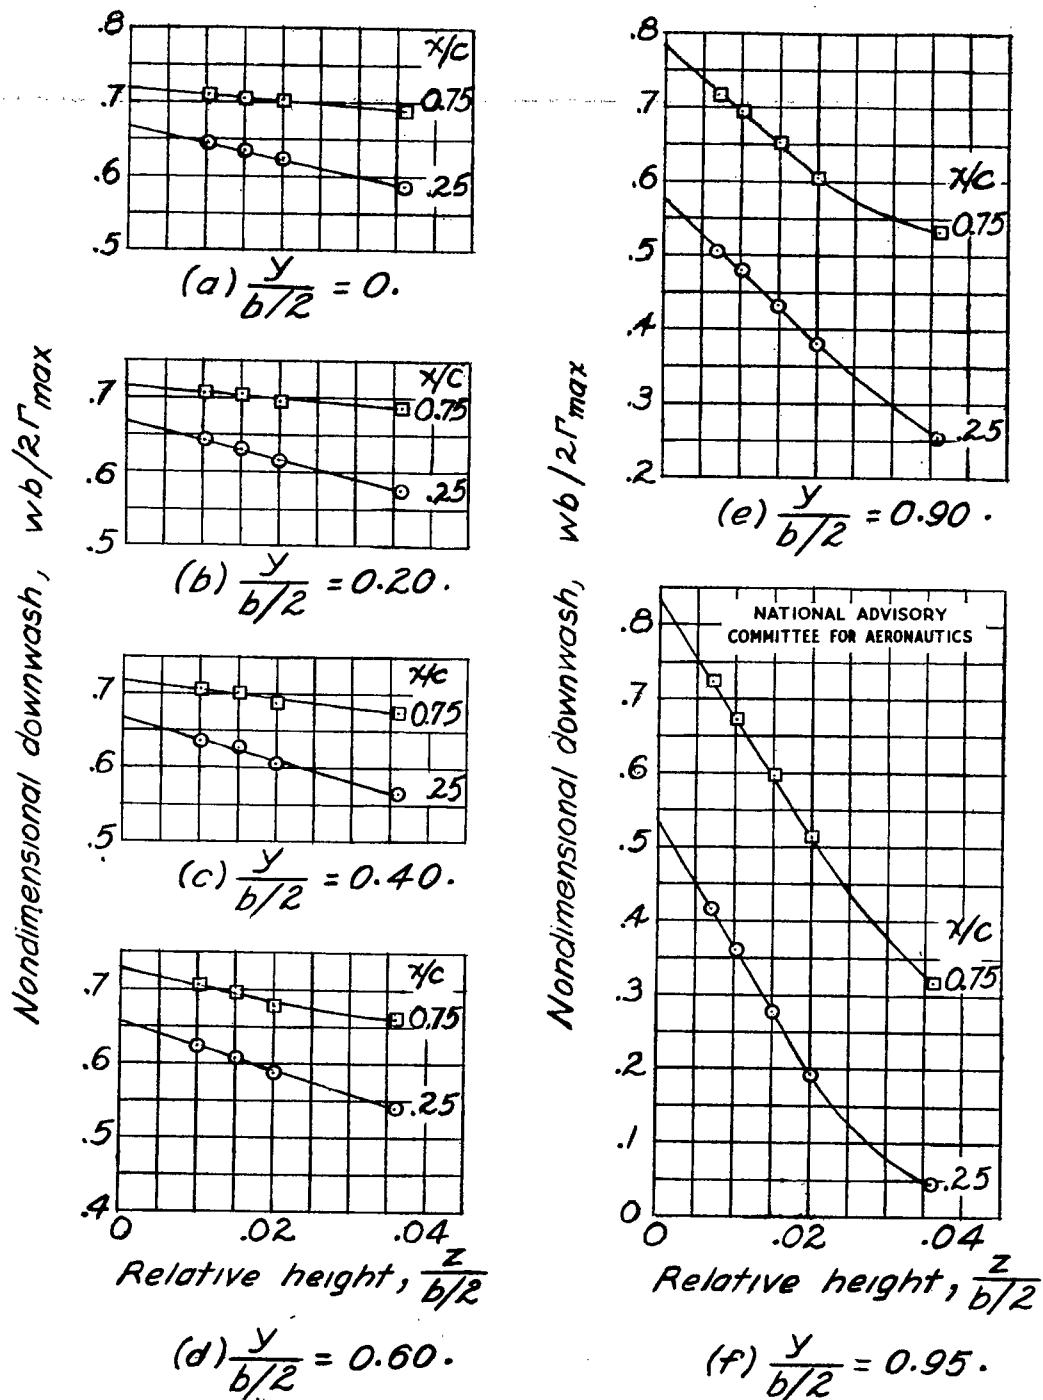 .8
.7
.6
.5
x/c
0.75
.25
(a) y/b/2 = 0.
.7
.6
.5
x/c
0.75
.25
(b) y/b/2 = 0.20.
.7
.6
.5
x/c
0.75
.25
(c) y/b/2 = 0.40.
.7
.6
.5
.4
x/c
0.75
.25
0 .02 .04
Relative height, z/b/2
(d) y/b/2 = 0.60.
Nondimensional downwash, wb/2Γmax
.8
.7
.6
.5
.4
.3
.2
x/c
0.75
.25
(e) y/b/2 = 0.90.
NATIONAL ADVISORY
COMMITTEE FOR AERONAUTICS
.8
.7
.6
.5
.4
.3
.2
.1
0
x/c
0.75
.25
0 .02 .04
Relative height, z/b/2
(f) y/b/2 = 0.95.
Nondimensional downwash, wb/2Γmax